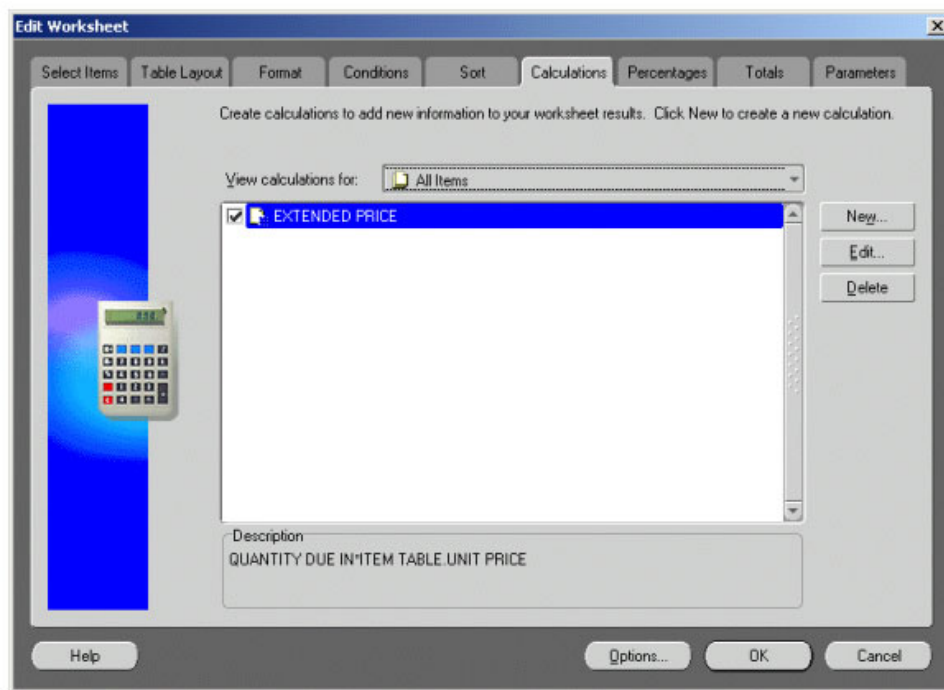 Edit Worksheet
Select Items Table Layout Format Conditions Sort Calculations Percentages Totals Parameters
Create calculations to add new information to your worksheet results. Click New to create a new calculation.
View calculations for: All Items
EXTENDED PRICE
New...
Edit...
Delete
Description
QUANTITY DUE IN*ITEM TABLE.UNIT PRICE
Help Options... OK Cancel